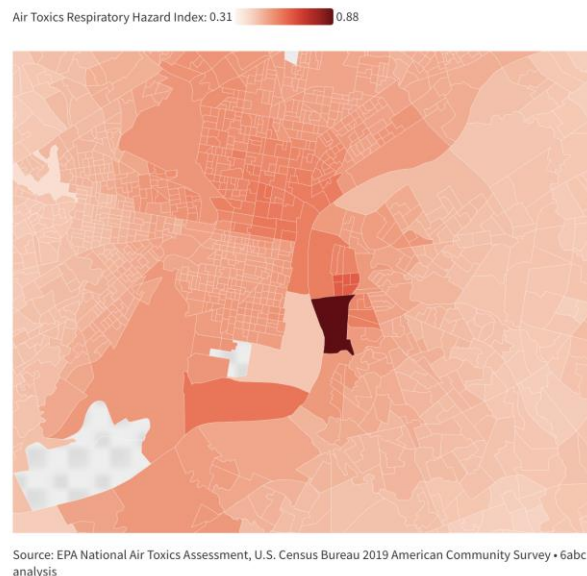 Air Toxics Respiratory Hazard Index: 0.31 0.88
Source: EPA National Air Toxics Assessment, U.S. Census Bureau 2019 American Community Survey • 6abc
analysis